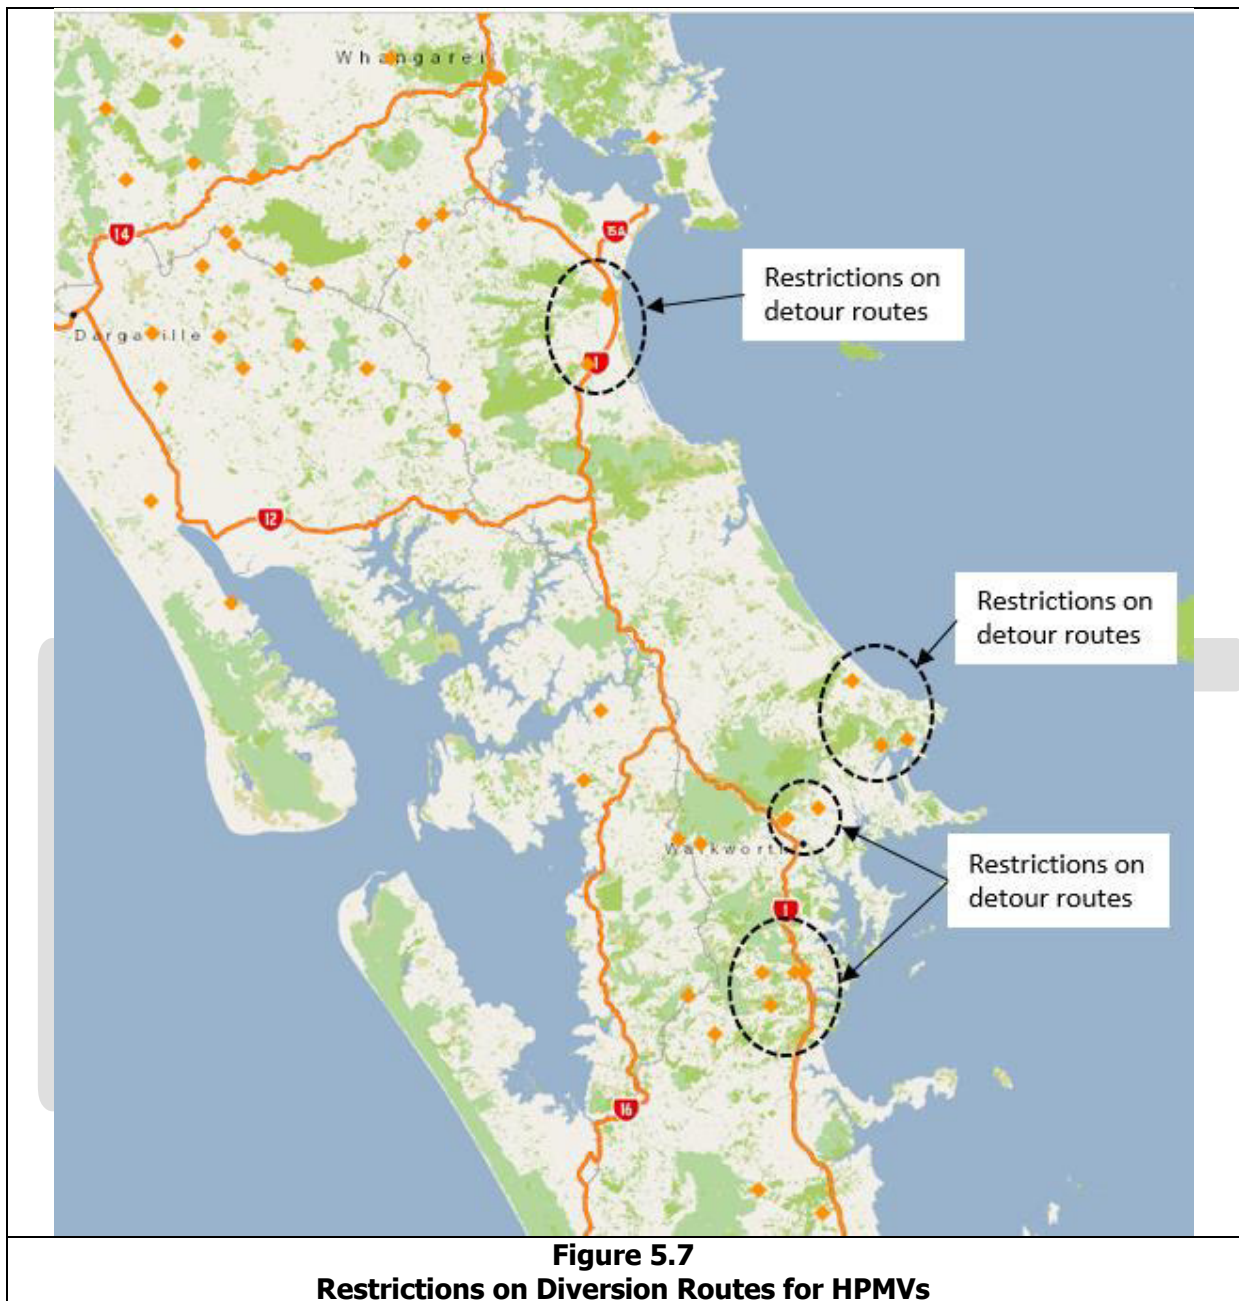 Whangarei
14
15A
Restrictions on
detour routes
Dargaville
1
12
Restrictions on
detour routes
Warkworth
Restrictions on
detour routes
1
16
Figure 5.7
Restrictions on Diversion Routes for HPMVs